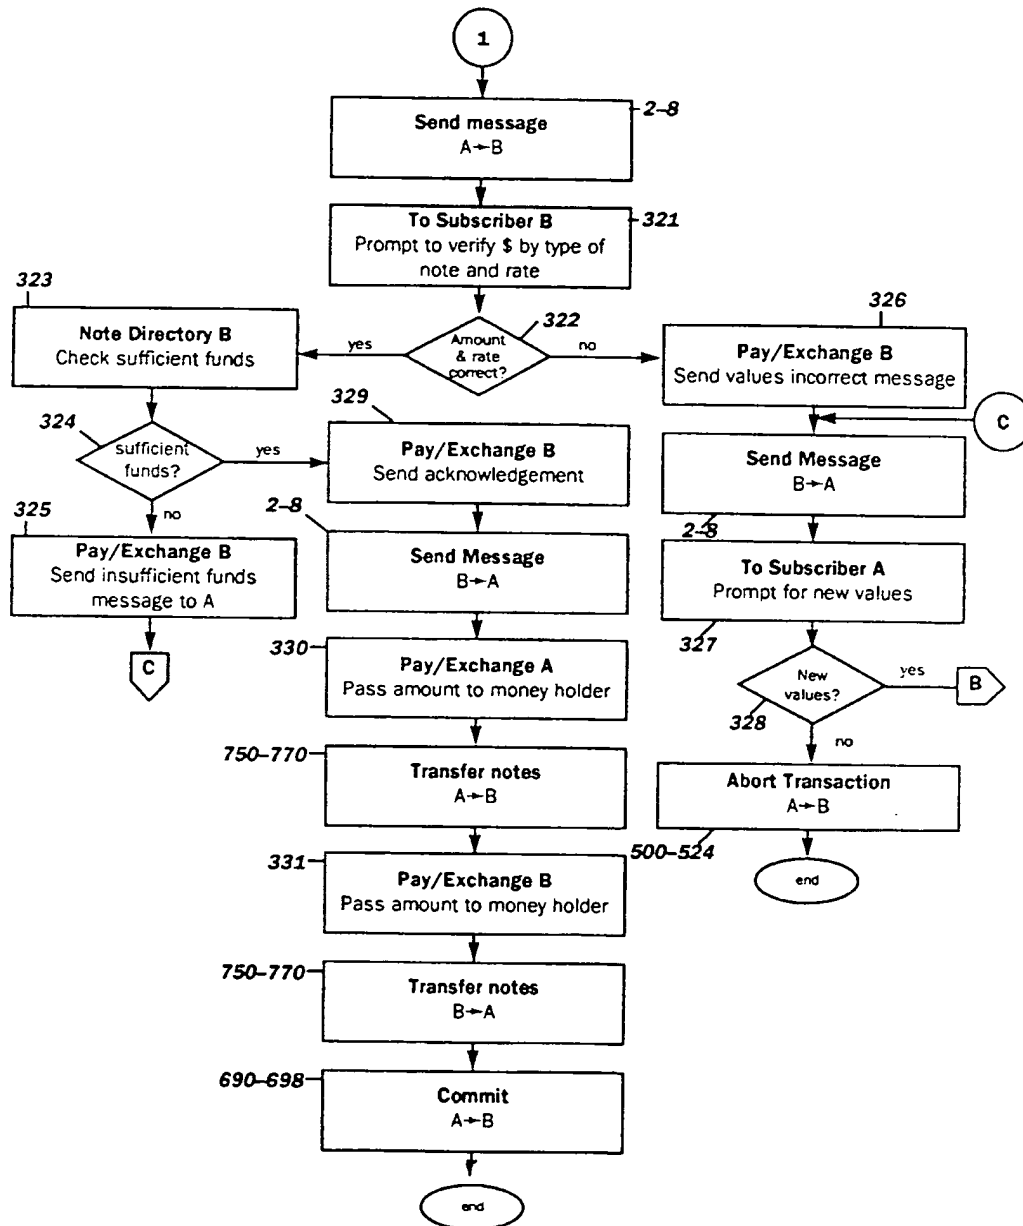 1
Send message
A→B
2–8
To Subscriber B
Prompt to verify $ by type of
note and rate
321
Amount
& rate
correct?
322
yes
no
323
Note Directory B
Check sufficient funds
324
sufficient
funds?
yes
no
325
Pay/Exchange B
Send insufficient funds
message to A
C
329
Pay/Exchange B
Send acknowledgement
2–8
Send Message
B→A
330
Pay/Exchange A
Pass amount to money holder
750–770
Transfer notes
A→B
331
Pay/Exchange B
Pass amount to money holder
750–770
Transfer notes
B→A
690–698
Commit
A→B
end
326
Pay/Exchange B
Send values incorrect message
C
Send Message
B→A
2–8
To Subscriber A
Prompt for new values
327
New
values?
328
yes
B
no
Abort Transaction
A→B
500–524
end